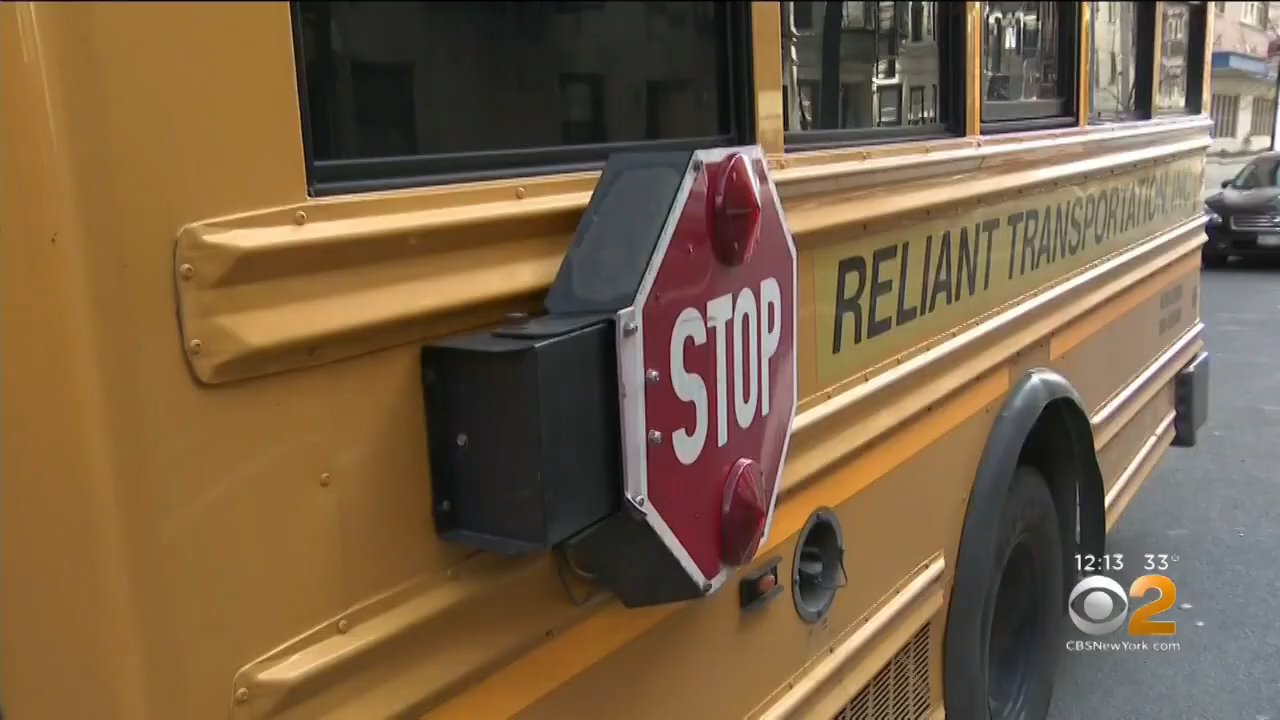 STOP
RELIANT TRANSPORTATION, INC.
12:13 33°
2
CBSNewYork.com